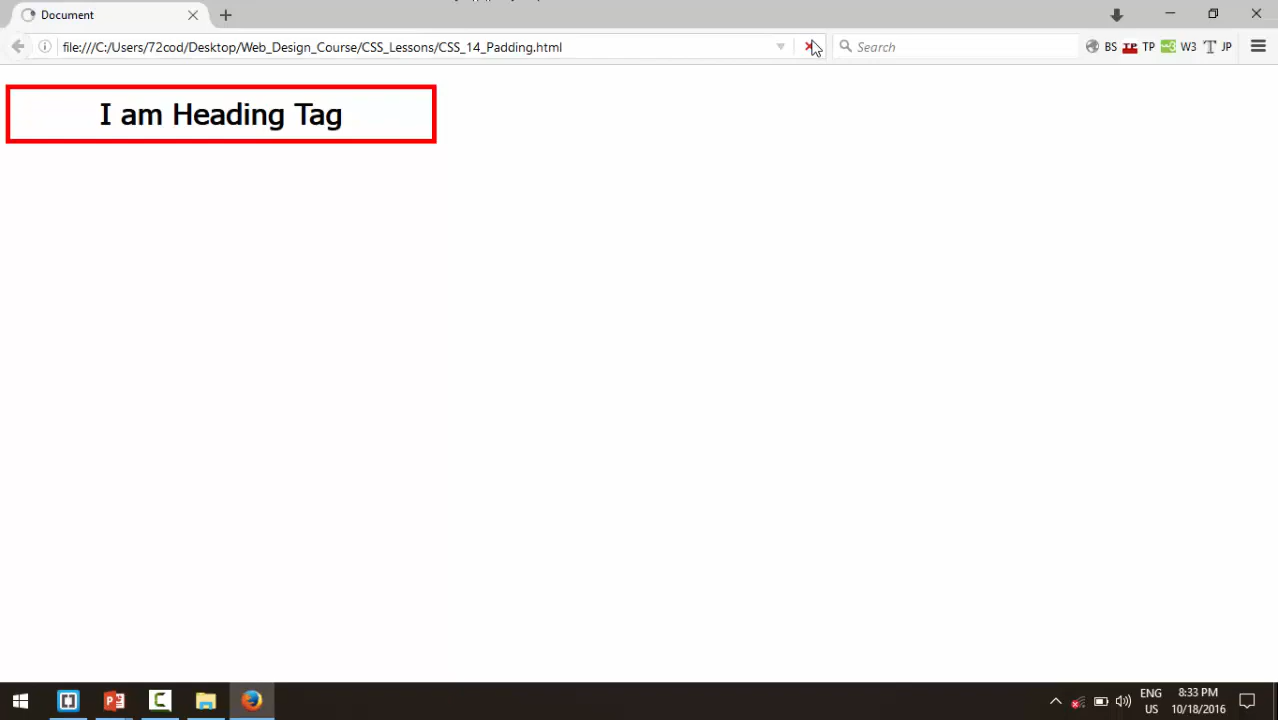 Document
file:///C:/Users/72cod/Desktop/Web_Design_Course/CSS_Lessons/CSS_14_Padding.html
Search
BS TP W3 JP
I am Heading Tag
ENG 8:33 PM
US 10/18/2016